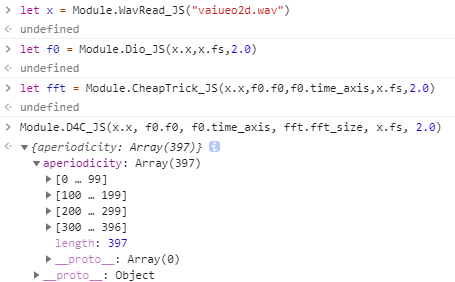 > let x = Module.WavRead_JS("vaiueo2d.wav")
< undefined
> let f0 = Module.Dio_JS(x.x,x.fs,2.0)
< undefined
> let fft = Module.CheapTrick_JS(x.x,f0.f0,f0.time_axis,x.fs,2.0)
< undefined
> Module.D4C_JS(x.x, f0.f0, f0.time_axis, fft.fft_size, x.fs, 2.0)
< ▼{aperiodicity: Array(397)} i
▼aperiodicity: Array(397)
▶[0 … 99]
▶[100 … 199]
▶[200 … 299]
▶[300 … 396]
length: 397
▶__proto__: Array(0)
▶__proto__: Object